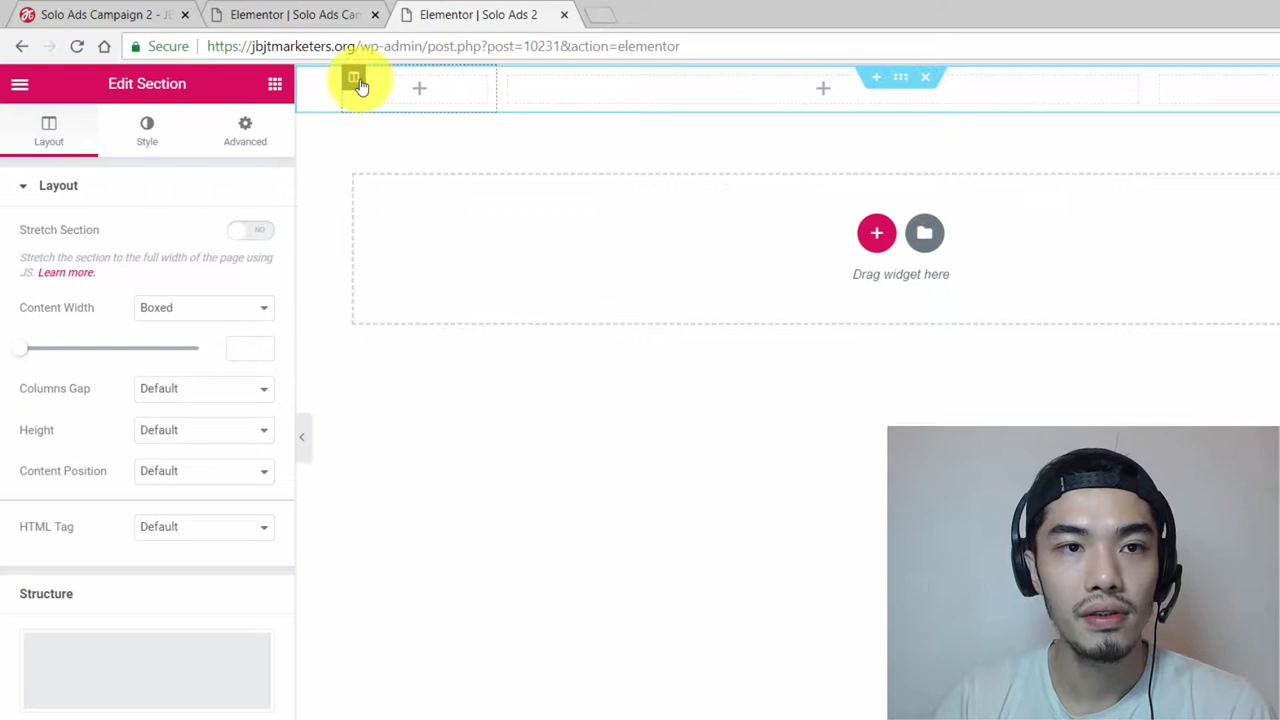 Solo Ads Campaign 2 - JE
Elementor | Solo Ads Cam
Elementor | Solo Ads 2
Secure
https://jbjtmarketers.org/wp-admin/post.php?post=10231&action=elementor
Edit Section
Layout
Style
Advanced
Layout
Stretch Section
NO
Stretch the section to the full width of the page using
JS. Learn more.
Content Width
Boxed
Columns Gap
Default
Height
Default
Content Position
Default
HTML Tag
Default
Structure
Drag widget here